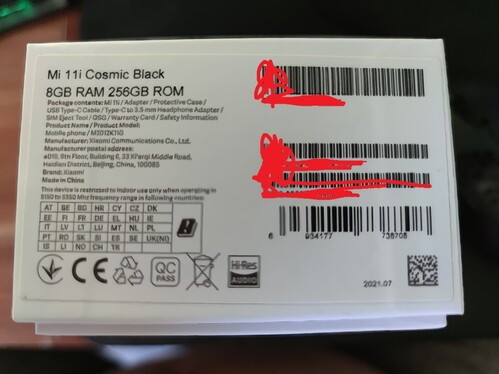 Mi 11i Cosmic Black
8GB RAM 256GB ROM
Package contents: Mi 11i / Adapter / Protective Case /
USB Type-C Cable / Type-C to 3.5mm Headphone Adapter /
SIM Eject Tool / QSG / Warranty Card / Safety Information
Product Name / Product Model:
Mobile phone / M2012K11G
Manufacturer: Xiaomi Communications Co., Ltd.
Manufacturer postal address:
#019, 9th Floor, Building 6, 33 Xi'erqi Middle Road,
Haidian District, Beijing, China, 100085
Brand: Xiaomi
Made in China
This device is restricted to indoor use only when operating in
5150 to 5350 Mhz frequency range in following countries:
AT BE BG HR CY CZ DK
EE FI FR DE EL HU IE
IT LV LT LU MT NL PL
PT RO SK SI ES SE UK(NI)
IS LI NO CH TR
6 934177 738708
CE
QC
PASS
Hi-Res
AUDIO
2021.07